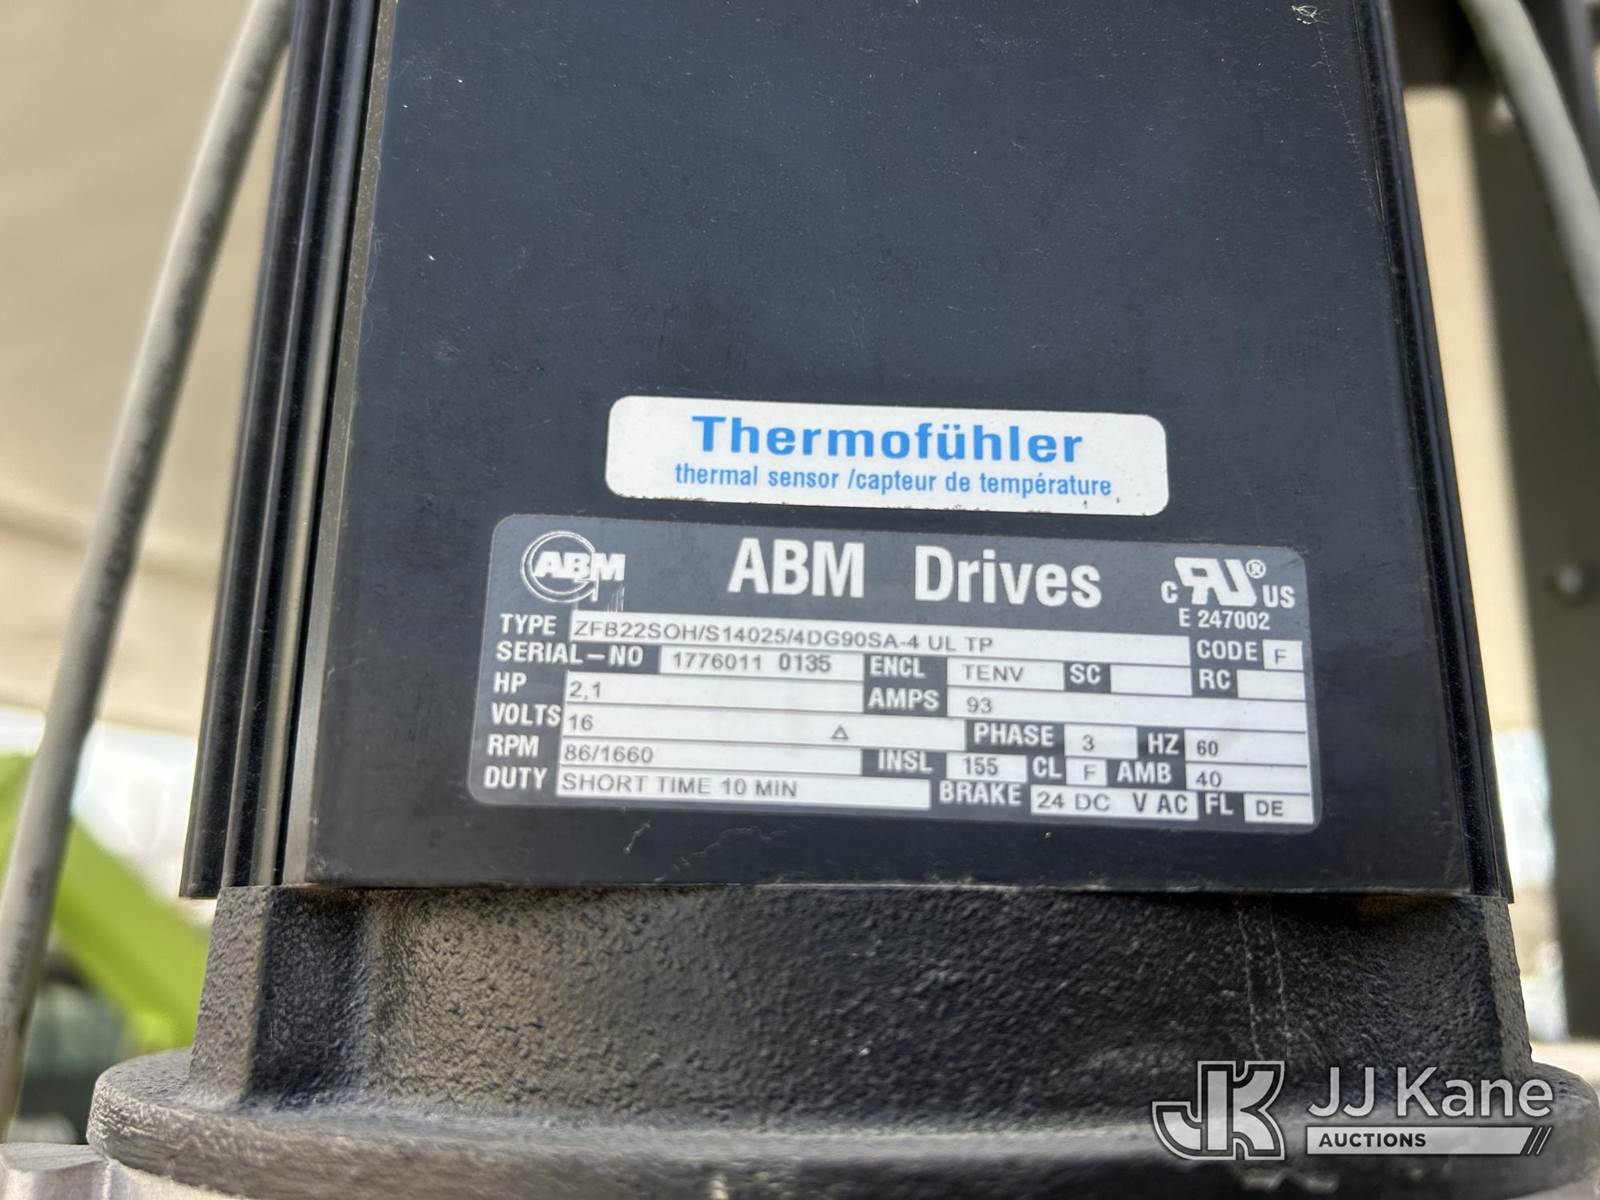 Thermofühler
thermal sensor /capteur de température
ABM
ABM Drives
c RU ® US
E 247002
TYPE ZFB22SOH/S14025/4DG90SA-4 UL TP CODE F
SERIAL-NO 1776011 0135 ENCL TENV SC RC
HP 2,1 AMPS 93
VOLTS 16 Δ PHASE 3 HZ 60
RPM 86/1660 INSL 155 CL F AMB 40
DUTY SHORT TIME 10 MIN BRAKE 24 DC V AC FL DE
JK JJ Kane
AUCTIONS